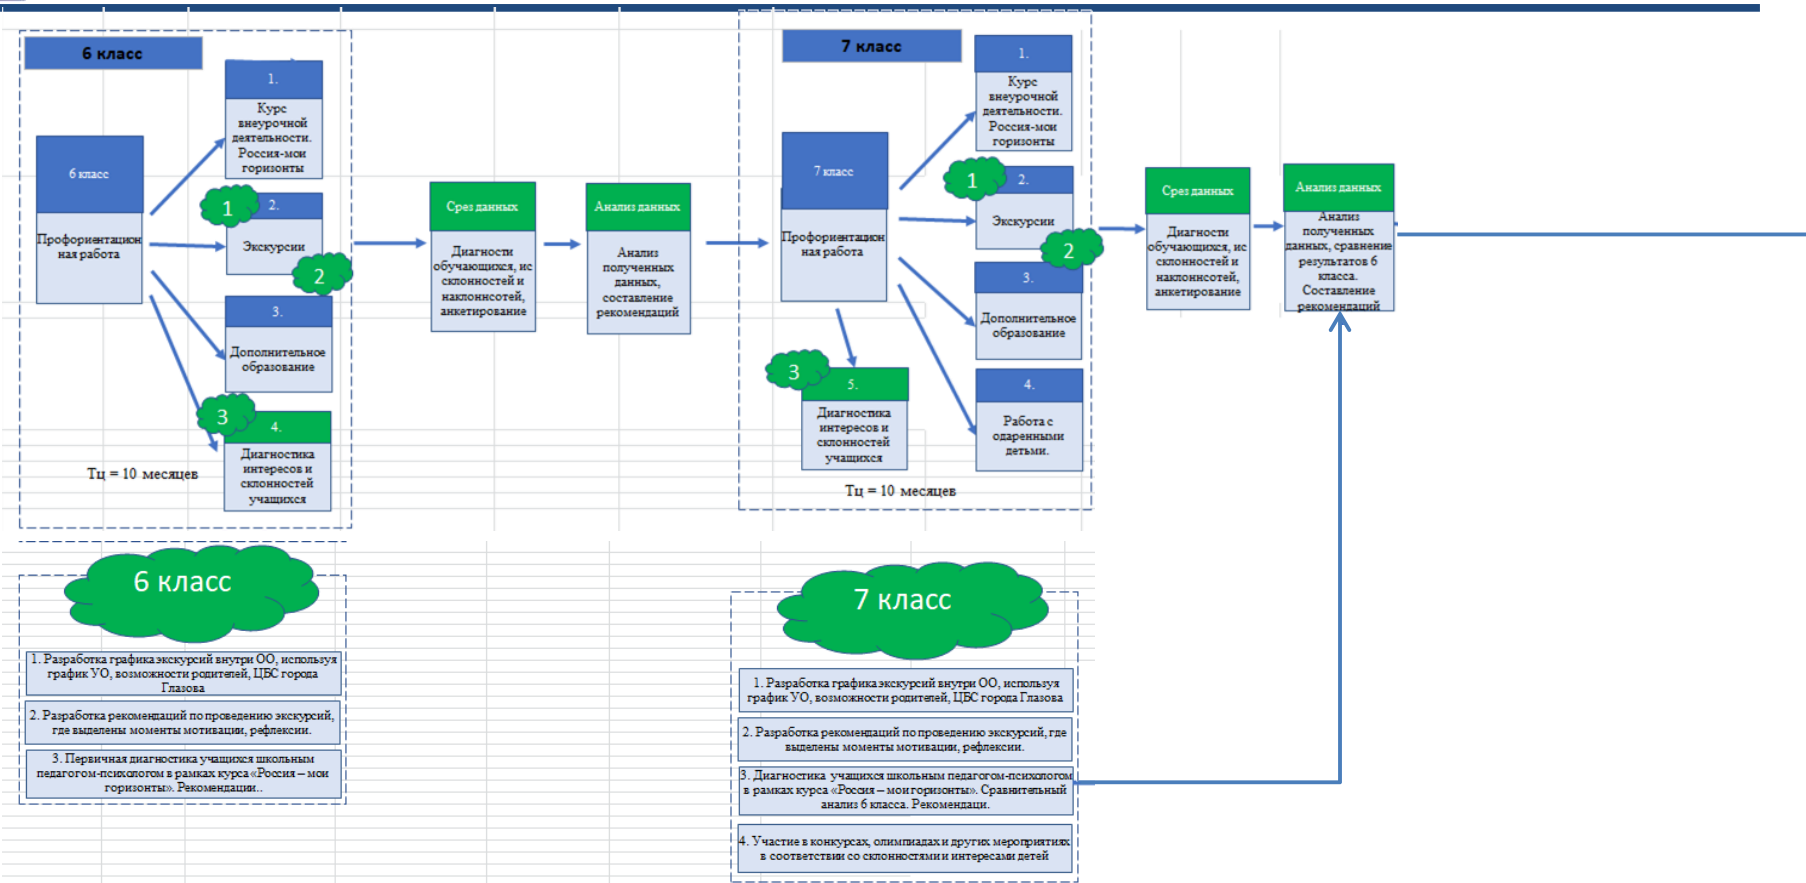 6 класс
1.
Курс
внеурочной
деятельности.
Россия-мои
горизонты
6 класс
Профориентацион
ная работа
1
2.
Экскурсии
2
3.
Дополнительное
образование
3
4.
Диагностика
интересов и
склонностей
учащихся
Тц = 10 месяцев
Срез данных
Диагности
обучающихся, ис
склонностей и
наклоннсотей,
анкетирование
Анализ данных
Анализ
полученных
данных,
составление
рекомендаций
7 класс
1.
Курс
внеурочной
деятельности.
Россия-мои
горизонты
7 класс
Профориентацион
ная работа
1
2.
Экскурсии
2
3.
Дополнительное
образование
3
5.
Диагностика
интересов и
склонностей
учащихся
4.
Работа с
одаренными
детьми.
Тц = 10 месяцев
Срез данных
Диагности
обучающихся, ис
склонностей и
наклоннсотей,
анкетирование
Анализ данных
Анализ
полученных
данных, сравнение
результатов 6
класса.
Составление
рекомендаций
6 класс
1. Разработка графика экскурсий внутри ОО, используя
график УО, возможности родителей, ЦБС города
Глазова
2. Разработка рекомендаций по проведению экскурсий,
где выделены моменты мотивации, рефлексии.
3. Первичная диагностика учащихся школьным
педагогом-психологом в рамках курса «Россия – мои
горизонты». Рекомендации..
7 класс
1. Разработка графика экскурсий внутри ОО, используя
график УО, возможности родителей, ЦБС города Глазова
2. Разработка рекомендаций по проведению экскурсий, где
выделены моменты мотивации, рефлексии.
3. Диагностика учащихся школьным педагогом-психологом
в рамках курса «Россия – мои горизонты». Сравнительный
анализ 6 класса. Рекомендаци.
4. Участие в конкурсах, олимпиадах и других мероприятиях
в соответствии со склонностями и интересами детей